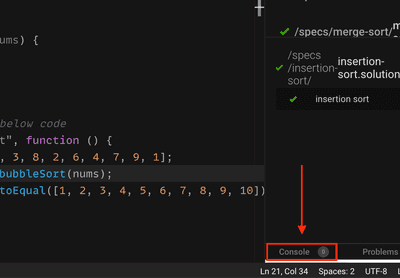 nums) {
below code
t", function () {
, 3, 8, 2, 6, 4, 7, 9, 1];
bubbleSort(nums);
toEqual([1, 2, 3, 4, 5, 6, 7, 8, 9, 10])
/specs/merge-sort/
/specs
/insertion-
sort/
insertion-
sort.solution
insertion sort
Console 6
Problems
Ln 21, Col 34 Spaces: 2 UTF-8 L